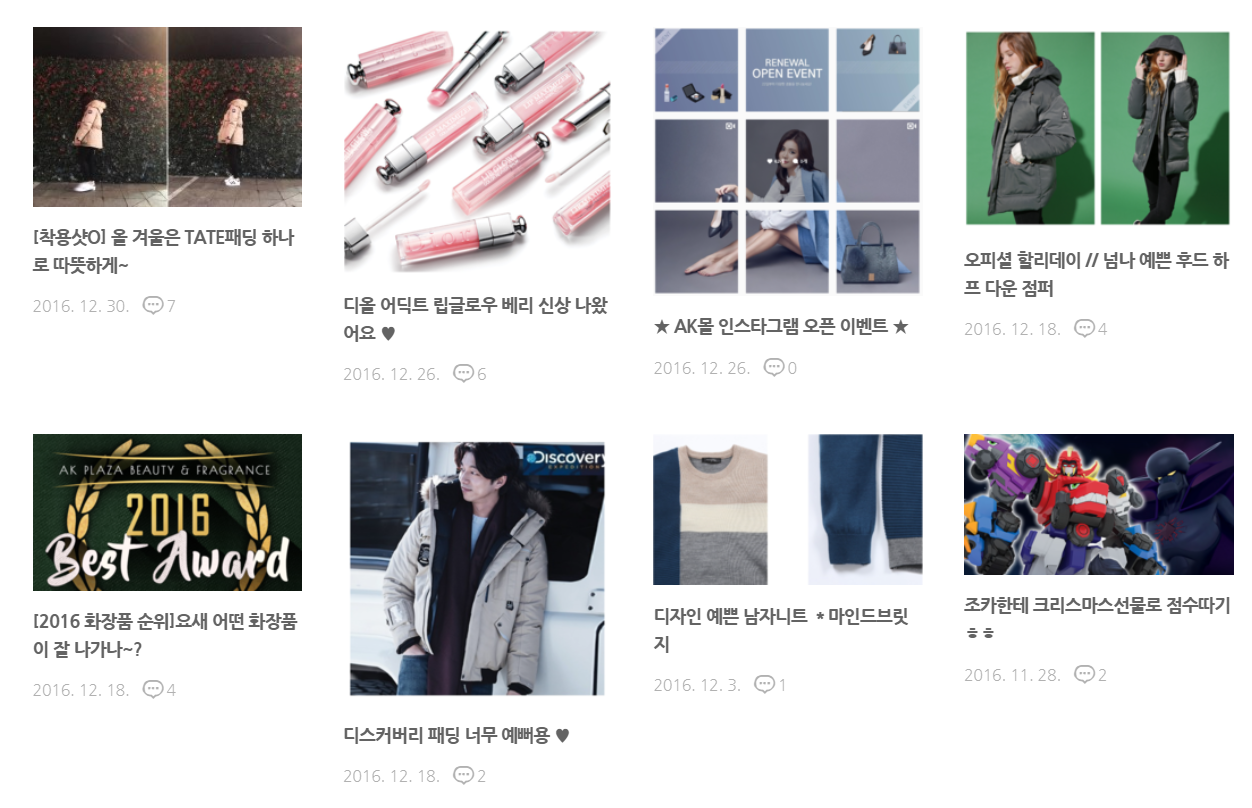 RENEWAL
OPEN EVENT
[착용샷O] 올 겨울은 TATE패딩 하나
로 따뜻하게~
2016. 12. 30. 7
디올 어딕트 립글로우 베리 신상 나왔
어요 ♥
2016. 12. 26. 6
★ AK몰 인스타그램 오픈 이벤트 ★
2016. 12. 26. 0
오피셜 할리데이 // 넘나 예쁜 후드 하
프 다운 점퍼
2016. 12. 18. 4
AK PLAZA BEAUTY & FRAGRANCE
2016
Best Award
[2016 화장품 순위]요새 어떤 화장품
이 잘 나가나~?
2016. 12. 18. 4
DISCOVERY
EXPEDITION
디스커버리 패딩 너무 예뻐용 ♥
2016. 12. 18. 2
디자인 예쁜 남자니트 * 마인드브릿
지
2016. 12. 3. 1
조카한테 크리스마스선물로 점수따기
ㅎㅎ
2016. 11. 28. 2